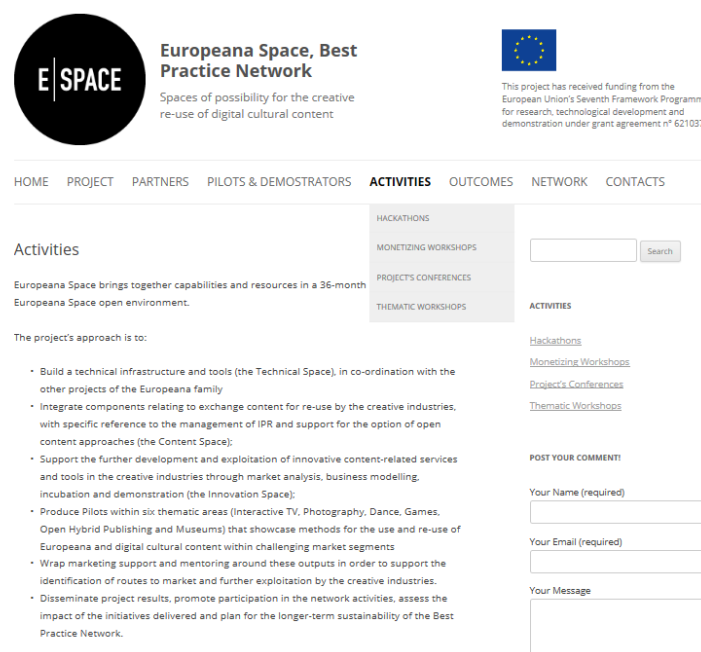 E SPACE
Europeana Space, Best
Practice Network
Spaces of possibility for the creative
re-use of digital cultural content
This project has received funding from the
European Union's Seventh Framework Programm
for research, technological development and
demonstration under grant agreement n° 621037
HOME PROJECT PARTNERS PILOTS & DEMOSTRATORS ACTIVITIES OUTCOMES NETWORK CONTACTS
HACKATHONS
MONETIZING WORKSHOPS
PROJECT'S CONFERENCES
THEMATIC WORKSHOPS
Activities
Europeana Space brings together capabilities and resources in a 36-month
Europeana Space open environment.
The project's approach is to:
• Build a technical infrastructure and tools (the Technical Space), in co-ordination with the
other projects of the Europeana family
• Integrate components relating to exchange content for re-use by the creative industries,
with specific reference to the management of IPR and support for the option of open
content approaches (the Content Space);
• Support the further development and exploitation of innovative content-related services
and tools in the creative industries through market analysis, business modelling,
incubation and demonstration (the Innovation Space);
• Produce Pilots within six thematic areas (Interactive TV, Photography, Dance, Games,
Open Hybrid Publishing and Museums) that showcase methods for the use and re-use of
Europeana and digital cultural content within challenging market segments
• Wrap marketing support and mentoring around these outputs in order to support the
identification of routes to market and further exploitation by the creative industries.
• Disseminate project results, promote participation in the network activities, assess the
impact of the initiatives delivered and plan for the longer-term sustainability of the Best
Practice Network.
Search
ACTIVITIES
Hackathons
Monetizing Workshops
Project's Conferences
Thematic Workshops
POST YOUR COMMENT!
Your Name (required)
Your Email (required)
Your Message